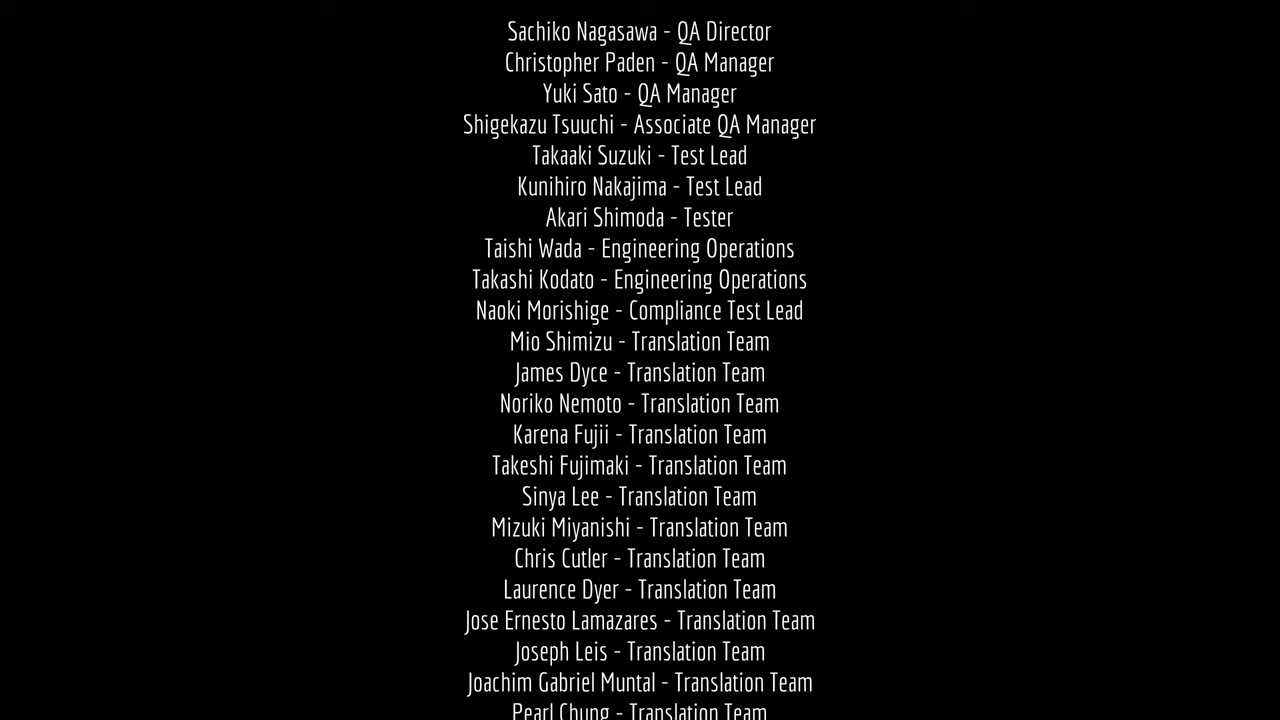 Sachiko Nagasawa - QA Director
Christopher Paden - QA Manager
Yuki Sato - QA Manager
Shigekazu Tsuuchi - Associate QA Manager
Takaaki Suzuki - Test Lead
Kunihiro Nakajima - Test Lead
Akari Shimoda - Tester
Taishi Wada - Engineering Operations
Takashi Kodato - Engineering Operations
Naoki Morishige - Compliance Test Lead
Mio Shimizu - Translation Team
James Dyce - Translation Team
Noriko Nemoto - Translation Team
Karena Fujii - Translation Team
Takeshi Fujimaki - Translation Team
Sinya Lee - Translation Team
Mizuki Miyanishi - Translation Team
Chris Cutler - Translation Team
Laurence Dyer - Translation Team
Jose Ernesto Lamazares - Translation Team
Joseph Leis - Translation Team
Joachim Gabriel Muntal - Translation Team
Pearl Chung - Translation Team